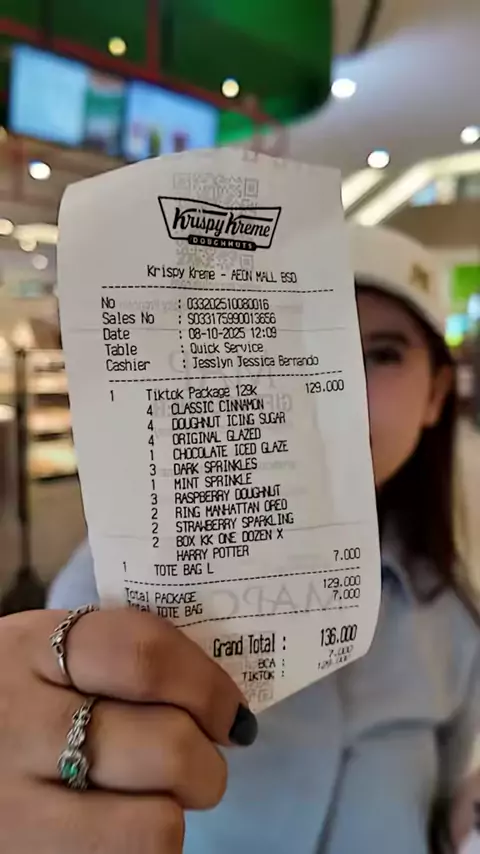 Krispy Kreme
DOUGHNUTS
Krispy Kreme - AEON MALL BSD
No : 033202510080016
Sales No : S033175990013656
Date : 08-10-2025 12:09
Table : Quick Service
Cashier : Jesslyn Jessica Berrando
1 Tiktok Package 129k 129.000
4 CLASSIC CINNAMON
4 DOUGHNUT ICING SUGAR
4 ORIGINAL GLAZED
1 CHOCOLATE ICED GLAZE
3 DARK SPRINKLES
1 MINT SPRINKLE
3 RASPBERRY DOUGHNUT
2 RING MANHATTAN OREO
2 STRAWBERRY SPARKLING
2 BOX KK ONE DOZEN X
HARRY POTTER
1 TOTE BAG L 7.000
Total PACKAGE 129.000
Total TOTE BAG 7.000
Grand Total : 136.000
BCA : 7.000
TIKTOK : 129.000